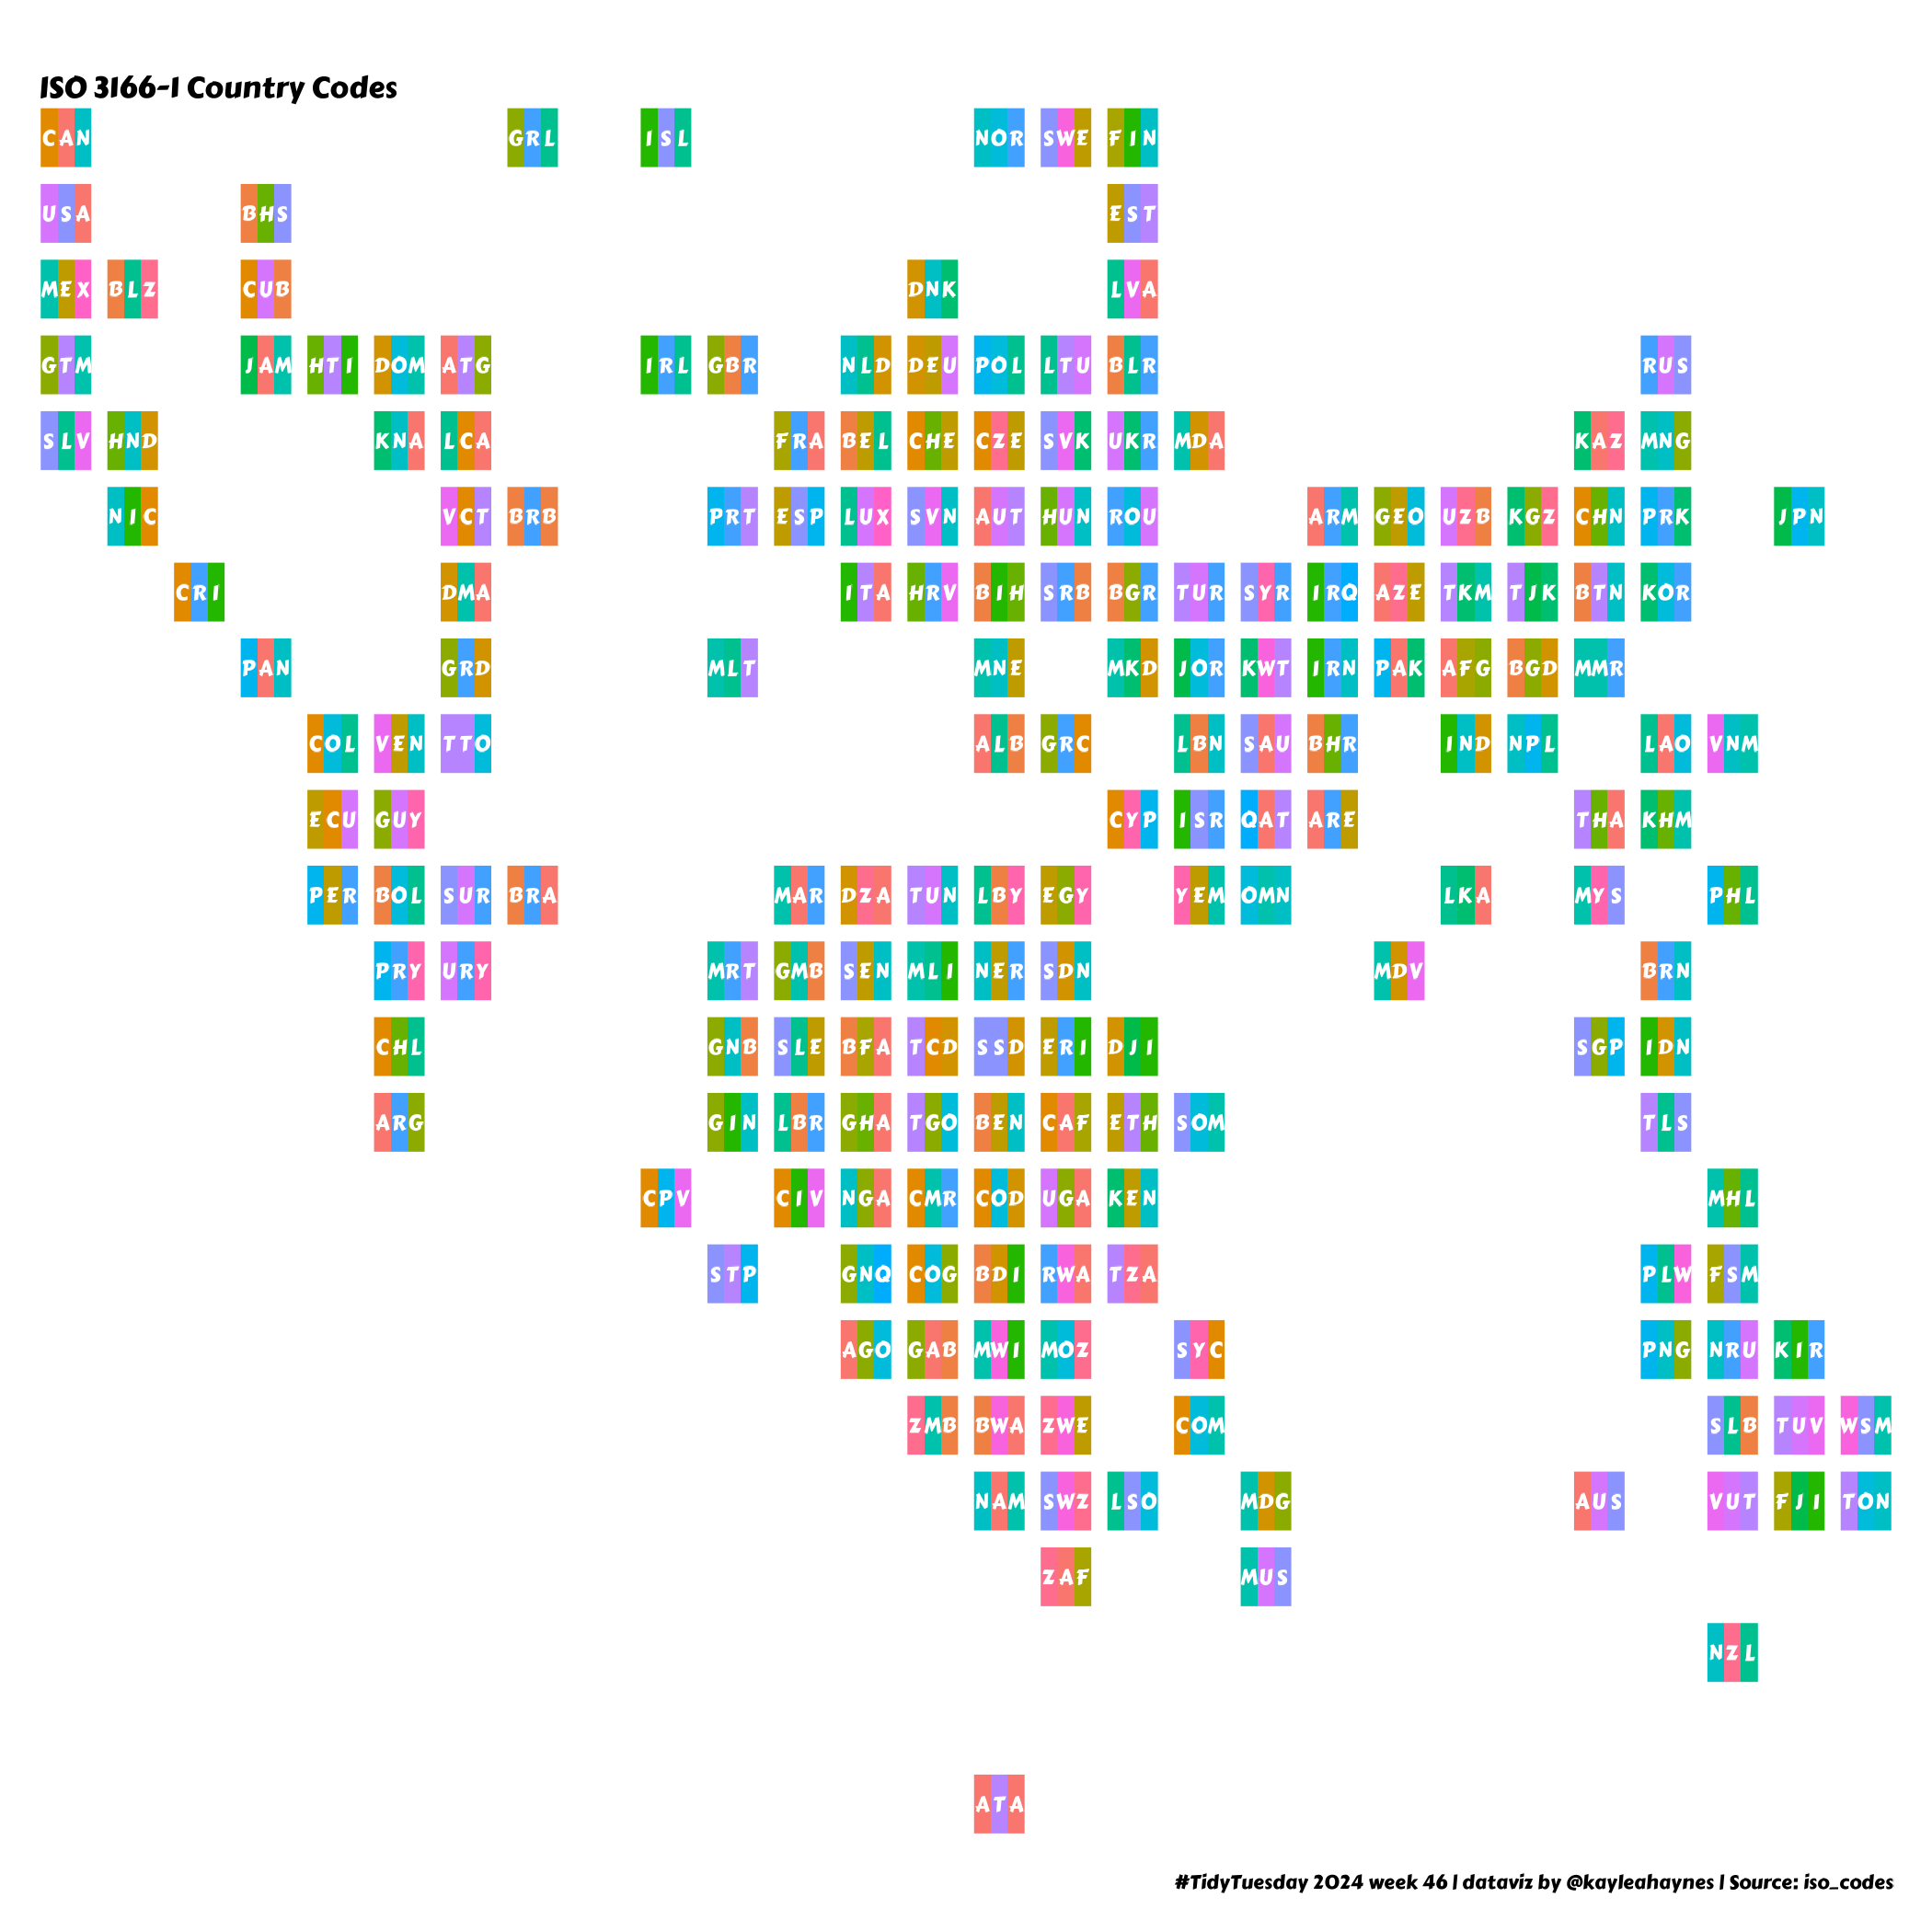 ISO 3166-1 Country Codes
CAN GRL ISL NOR SWE FIN
USA BHS EST
MEX BLZ CUB DNK LVA
GTM JAM HTI DOM ATG IRL GBR NLD DEU POL LTU BLR RUS
SLV HND KNA LCA FRA BEL CHE CZE SVK UKR MDA KAZ MNG
NIC VCT BRB PRT ESP LUX SVN AUT HUN ROU ARM GEO UZB KGZ CHN PRK JPN
CRI DMA ITA HRV BIH SRB BGR TUR SYR IRQ AZE TKM TJK BTN KOR
PAN GRD MLT MNE MKD JOR KWT IRN PAK AFG BGD MMR
COL VEN TTO ALB GRC LBN SAU BHR IND NPL LAO VNM
ECU GUY CYP ISR QAT ARE THA KHM
PER BOL SUR BRA MAR DZA TUN LBY EGY YEM OMN LKA MYS PHL
PRY URY MRT GMB SEN MLI NER SDN MDV BRN
CHL GNB SLE BFA TCD SSD ERI DJI SGP IDN
ARG GIN LBR GHA TGO BEN CAF ETH SOM TLS
CPV CIV NGA CMR COD UGA KEN MHL
STP GNQ COG BDI RWA TZA PLW FSM
AGO GAB MWI MOZ SYC PNG NRU KIR
ZMB BWA ZWE COM SLB TUV WSM
NAM SWZ LSO MDG AUS VUT FJI TON
ZAF MUS
NZL
ATA
#TidyTuesday 2024 week 46 | dataviz by @kayleahaynes | Source: iso_codes